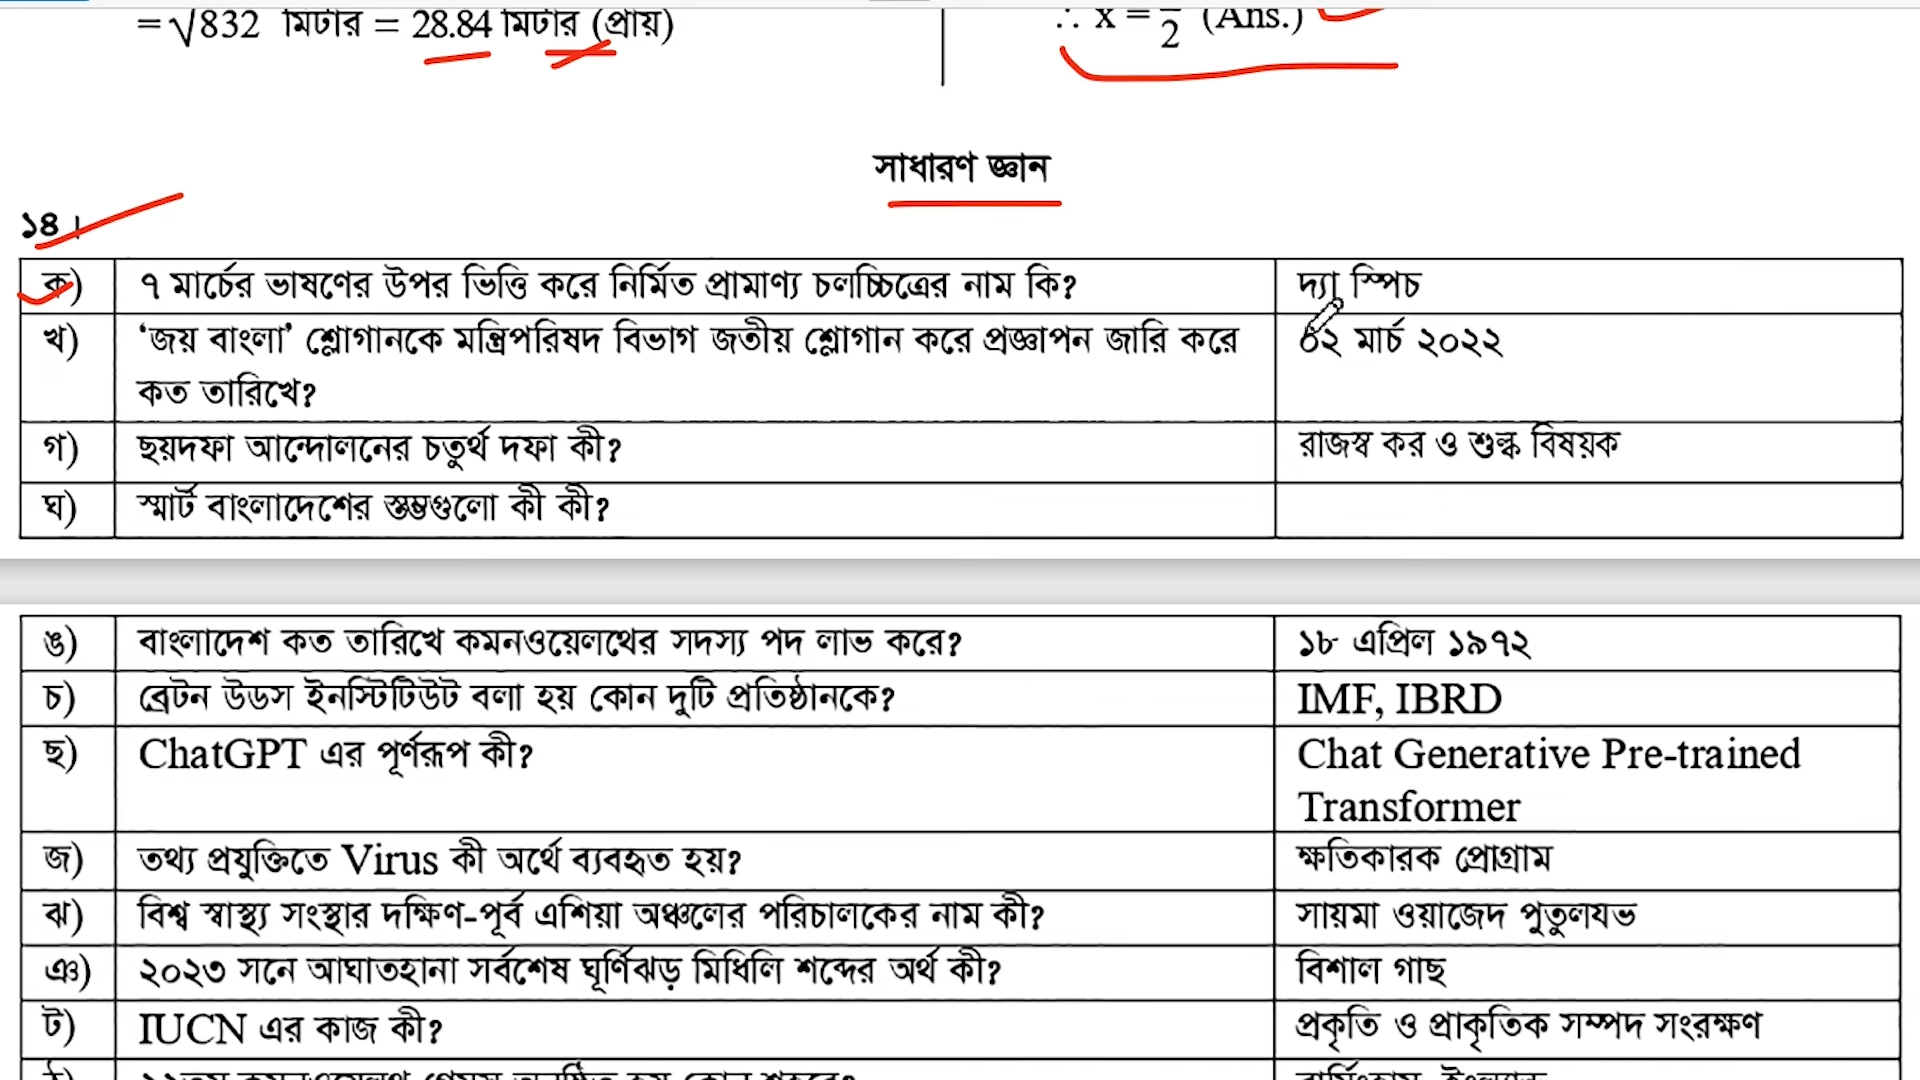 = √832 মিটার = 28.84 মিটার (প্রায়)
∴ x = 2 (Ans.)
সাধারণ জ্ঞান
১৪।
ক) ৭ মার্চের ভাষণের উপর ভিত্তি করে নির্মিত প্রামাণ্য চলচ্চিত্রের নাম কি? দ্যা স্পিচ
খ) ‘জয় বাংলা’ শ্লোগানকে মন্ত্রিপরিষদ বিভাগ জতীয় শ্লোগান করে প্রজ্ঞাপন জারি করে ০২ মার্চ ২০২২
কত তারিখে?
গ) ছয়দফা আন্দোলনের চতুর্থ দফা কী? রাজস্ব কর ও শুল্ক বিষয়ক
ঘ) স্মার্ট বাংলাদেশের স্তম্ভগুলো কী কী?
ঙ) বাংলাদেশ কত তারিখে কমনওয়েলথের সদস্য পদ লাভ করে? ১৮ এপ্রিল ১৯৭২
চ) ব্রেটন উডস ইনস্টিটিউট বলা হয় কোন দুটি প্রতিষ্ঠানকে? IMF, IBRD
ছ) ChatGPT এর পূর্ণরূপ কী? Chat Generative Pre-trained
Transformer
জ) তথ্য প্রযুক্তিতে Virus কী অর্থে ব্যবহৃত হয়? ক্ষতিকারক প্রোগ্রাম
ঝ) বিশ্ব স্বাস্থ্য সংস্থার দক্ষিণ-পূর্ব এশিয়া অঞ্চলের পরিচালকের নাম কী? সায়মা ওয়াজেদ পুতুলযভ
ঞ) ২০২৩ সনে আঘাতহানা সর্বশেষ ঘূর্ণিঝড় মিধিলি শব্দের অর্থ কী? বিশাল গাছ
ট) IUCN এর কাজ কী? প্রকৃতি ও প্রাকৃতিক সম্পদ সংরক্ষণ